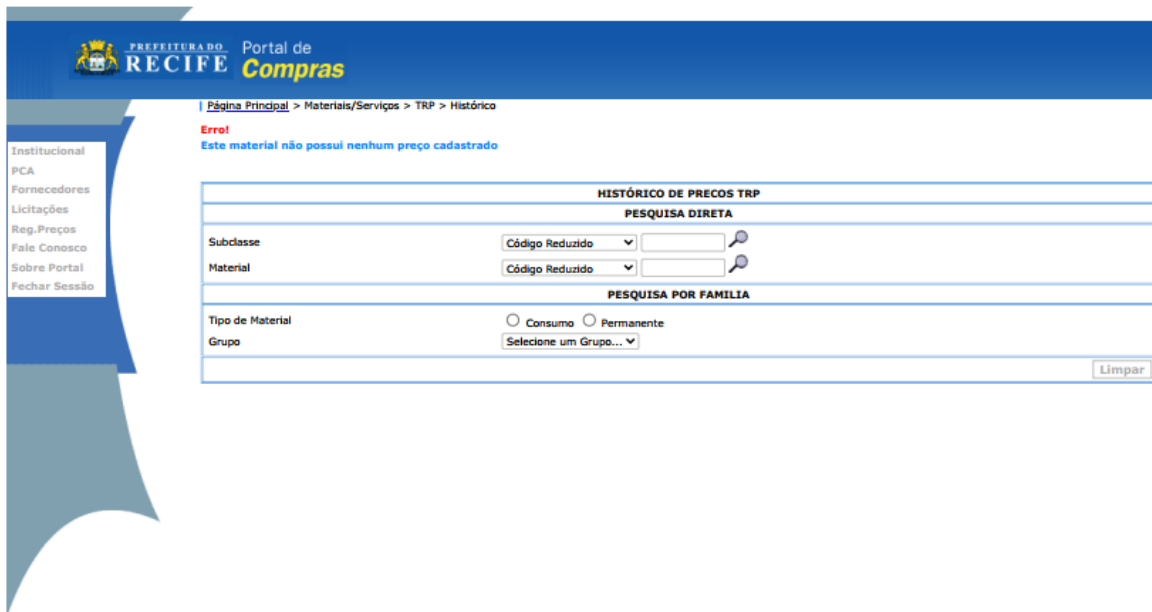 PREFEITURA DO
RECIFE
Portal de
Compras
| Página Principal > Materiais/Serviços > TRP > Histórico
Erro!
Este material não possui nenhum preço cadastrado
Institucional
PCA
Fornecedores
Licitações
Reg.Preços
Fale Conosco
Sobre Portal
Fechar Sessão
HISTÓRICO DE PRECOS TRP
PESQUISA DIRETA
Subclasse Código Reduzido
Material Código Reduzido
PESQUISA POR FAMILIA
Tipo de Material Consumo Permanente
Grupo Selecione um Grupo...
Limpar